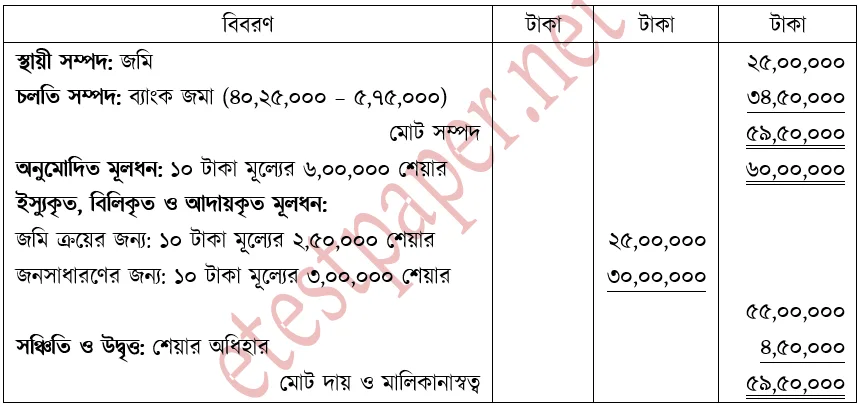 বিবরণ টাকা টাকা টাকা
স্থায়ী সম্পদ: জমি ২৫,০০,০০০
চলতি সম্পদ: ব্যাংক জমা (৪০,২৫,০০০ – ৫,৭৫,০০০) ৩৪,৫০,০০০
মোট সম্পদ ৫৯,৫০,০০০
অনুমোদিত মূলধন: ১০ টাকা মূল্যের ৬,০০,০০০ শেয়ার ৬০,০০,০০০
ইস্যুকৃত, বিলিকৃত ও আদায়কৃত মূলধন:
জমি ক্রয়ের জন্য: ১০ টাকা মূল্যের ২,৫০,০০০ শেয়ার ২৫,০০,০০০
জনসাধারণের জন্য: ১০ টাকা মূল্যের ৩,০০,০০০ শেয়ার ৩০,০০,০০০
৫৫,০০,০০০
সঞ্চিতি ও উদ্বৃত্ত: শেয়ার অধিহার ৪,৫০,০০০
মোট দায় ও মালিকানাস্বত্ব ৫৯,৫০,০০০
etestpaper.net